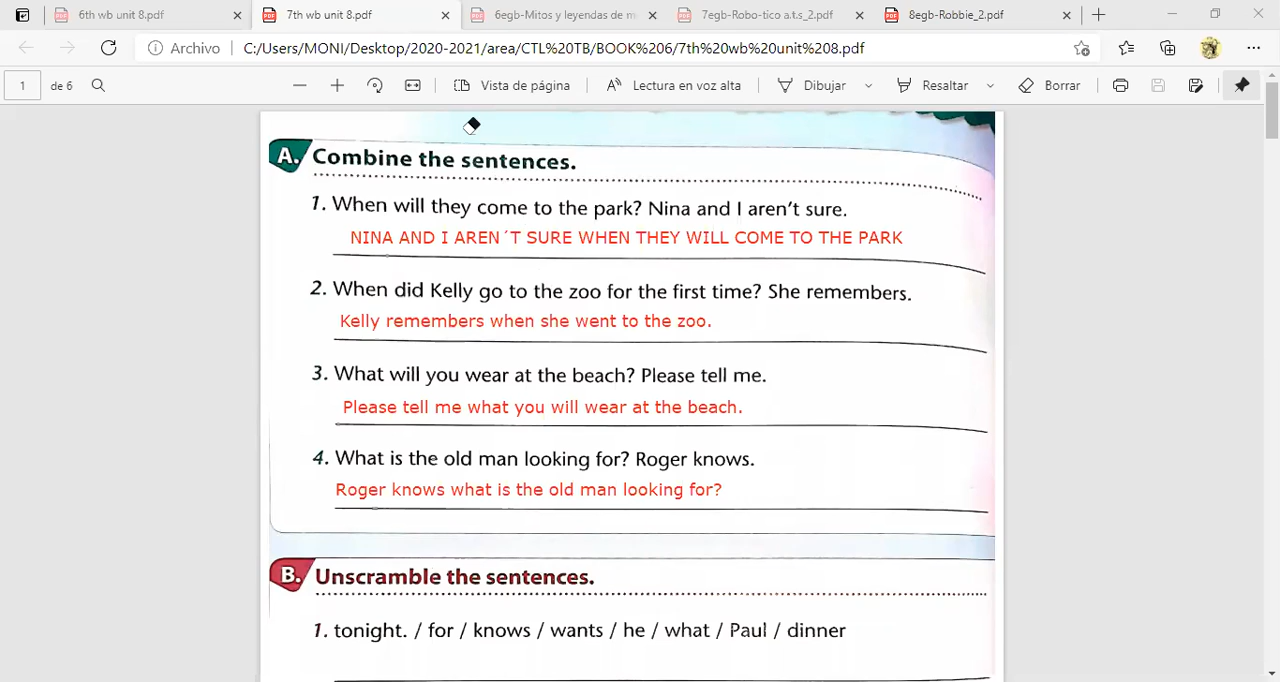 6th wb unit 8.pdf
7th wb unit 8.pdf
6egb-Mitos y leyendas de m
7egb-Robo-tico a.t.s_2.pdf
8egb-Robbie_2.pdf
Archivo C:/Users/MONI/Desktop/2020-2021/area/CTL%20TB/BOOK%206/7th%20wb%20unit%208.pdf
1 de 6 Vista de página Lectura en voz alta Dibujar Resaltar Borrar
A. Combine the sentences.
1. When will they come to the park? Nina and I aren't sure.
NINA AND I AREN´T SURE WHEN THEY WILL COME TO THE PARK
2. When did Kelly go to the zoo for the first time? She remembers.
Kelly remembers when she went to the zoo.
3. What will you wear at the beach? Please tell me.
Please tell me what you will wear at the beach.
4. What is the old man looking for? Roger knows.
Roger knows what is the old man looking for?
B. Unscramble the sentences.
1. tonight. / for / knows / wants / he / what / Paul / dinner